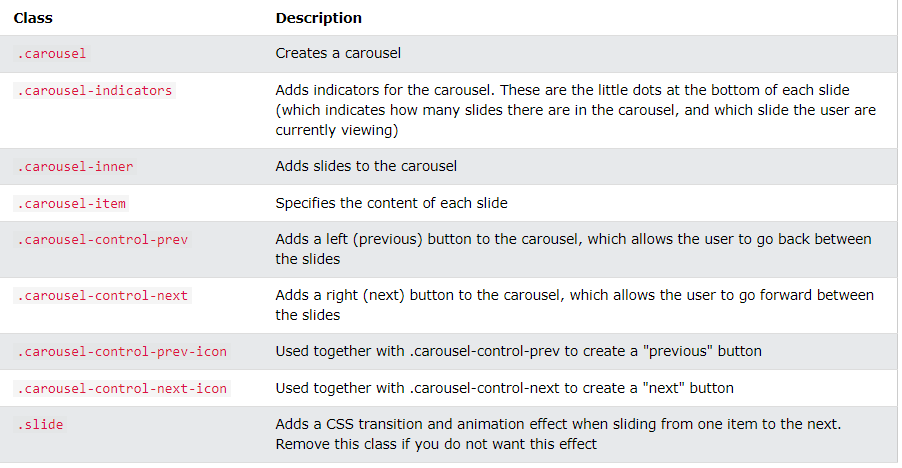 Class Description
.carousel Creates a carousel
.carousel-indicators Adds indicators for the carousel. These are the little dots at the bottom of each slide
(which indicates how many slides there are in the carousel, and which slide the user are
currently viewing)
.carousel-inner Adds slides to the carousel
.carousel-item Specifies the content of each slide
.carousel-control-prev Adds a left (previous) button to the carousel, which allows the user to go back between
the slides
.carousel-control-next Adds a right (next) button to the carousel, which allows the user to go forward between
the slides
.carousel-control-prev-icon Used together with .carousel-control-prev to create a "previous" button
.carousel-control-next-icon Used together with .carousel-control-next to create a "next" button
.slide Adds a CSS transition and animation effect when sliding from one item to the next.
Remove this class if you do not want this effect